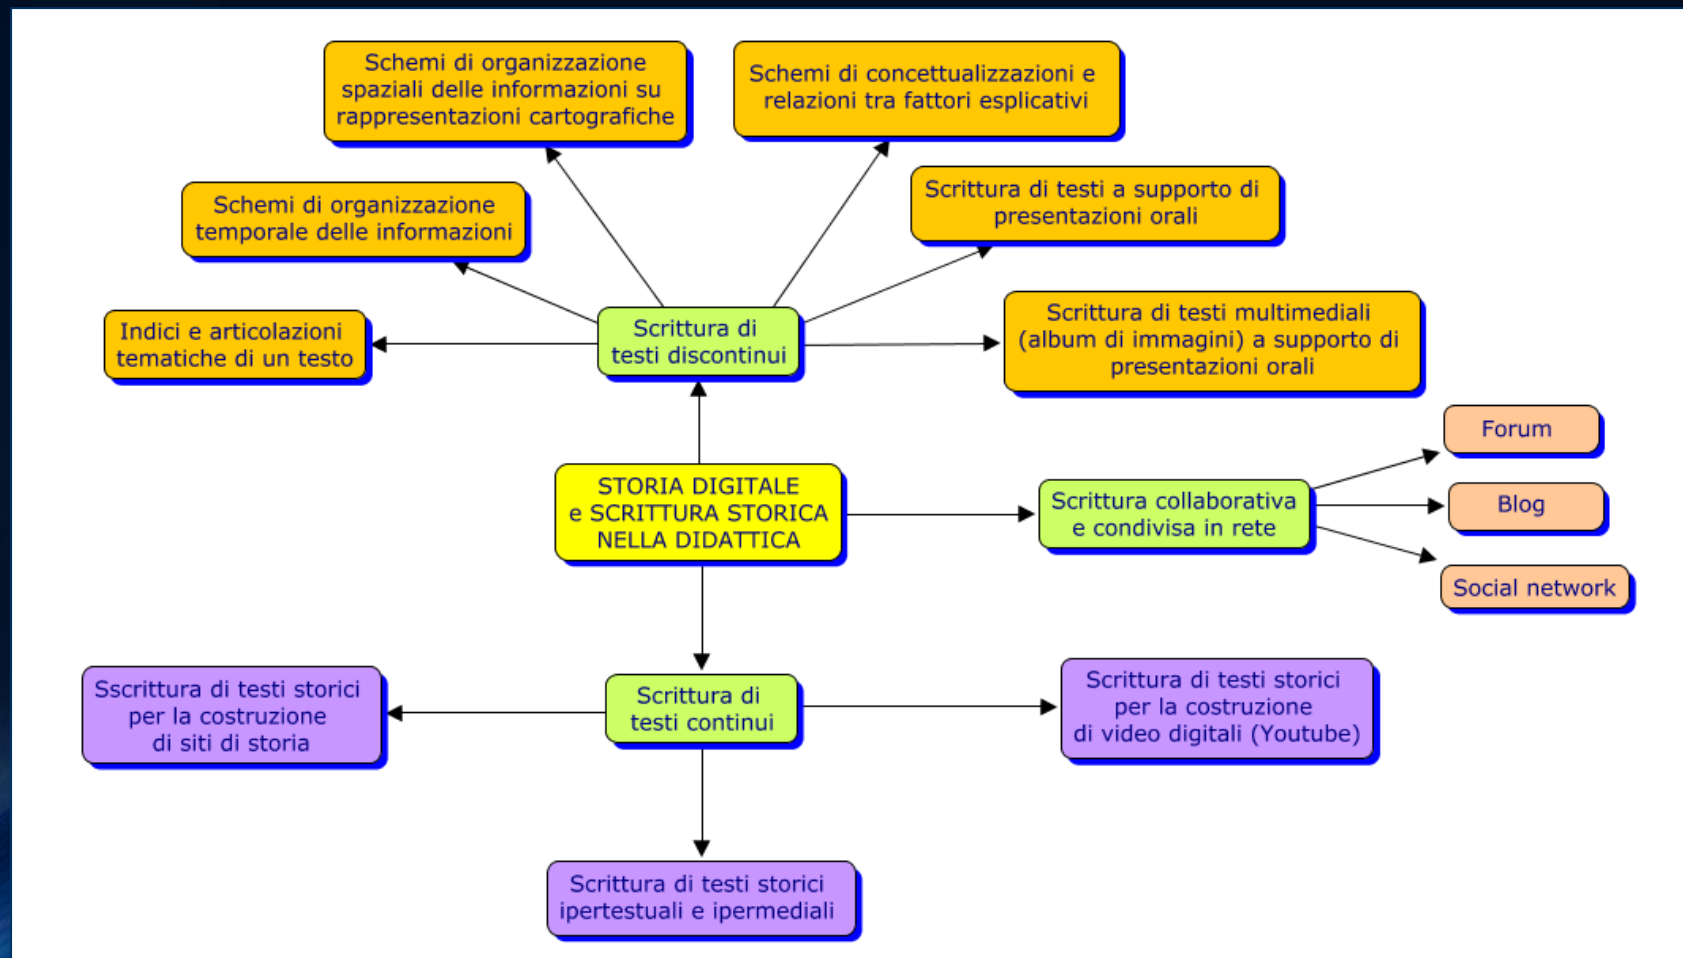 Schemi di organizzazione
spaziali delle informazioni su
rappresentazioni cartografiche
Schemi di concettualizzazioni e
relazioni tra fattori esplicativi
Schemi di organizzazione
temporale delle informazioni
Scrittura di testi a supporto di
presentazioni orali
Indici e articolazioni
tematiche di un testo
Scrittura di
testi discontinui
Scrittura di testi multimediali
(album di immagini) a supporto di
presentazioni orali
STORIA DIGITALE
e SCRITTURA STORICA
NELLA DIDATTICA
Scrittura collaborativa
e condivisa in rete
Forum
Blog
Social network
Sscrittura di testi storici
per la costruzione
di siti di storia
Scrittura di
testi continui
Scrittura di testi storici
per la costruzione
di video digitali (Youtube)
Scrittura di testi storici
ipertestuali e ipermediali